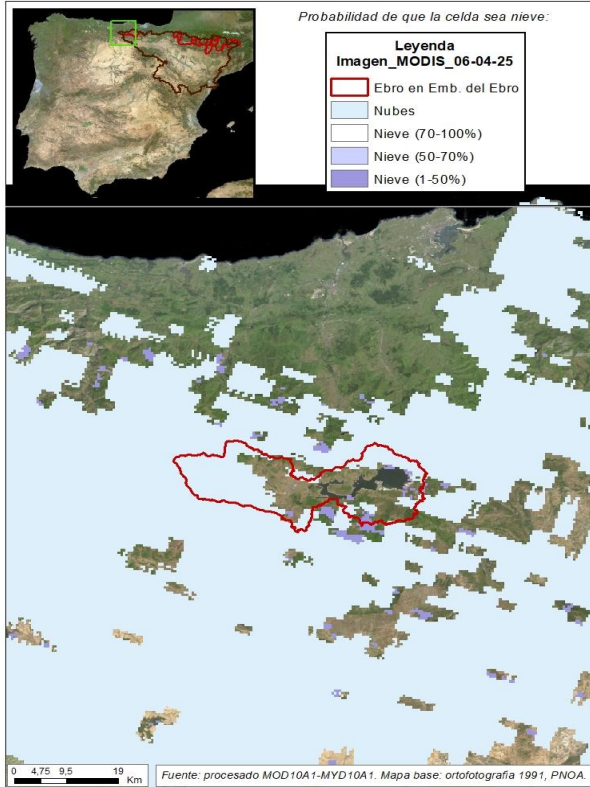 Probabilidad de que la celda sea nieve:
Leyenda
Imagen_MODIS_06-04-25
Ebro en Emb. del Ebro
Nubes
Nieve (70-100%)
Nieve (50-70%)
Nieve (1-50%)
0 4,75 9,5 19
Km
Fuente: procesado MOD10A1-MYD10A1. Mapa base: ortofotografia 1991, PNOA.